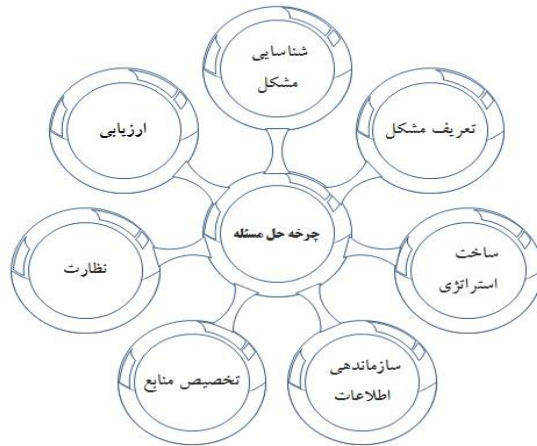 شناسایی
مشکل
تعریف مشکل
ساخت
استراتژی
سازماندهی
اطلاعات
تخصیص منابع
نظارت
ارزیابی
چرخه حل مسئله